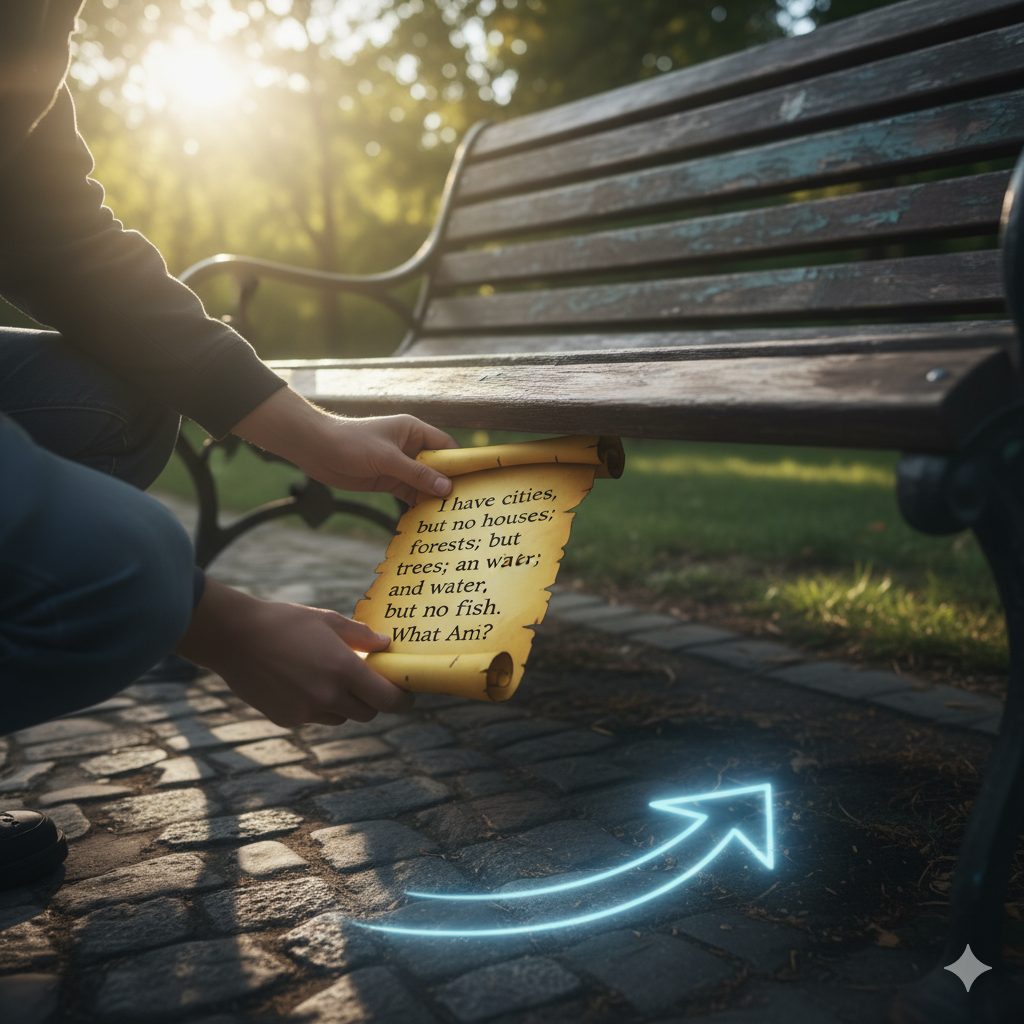 I have cities,
but no houses;
forests; but
trees; an water;
and water,
but no fish.
What Am?